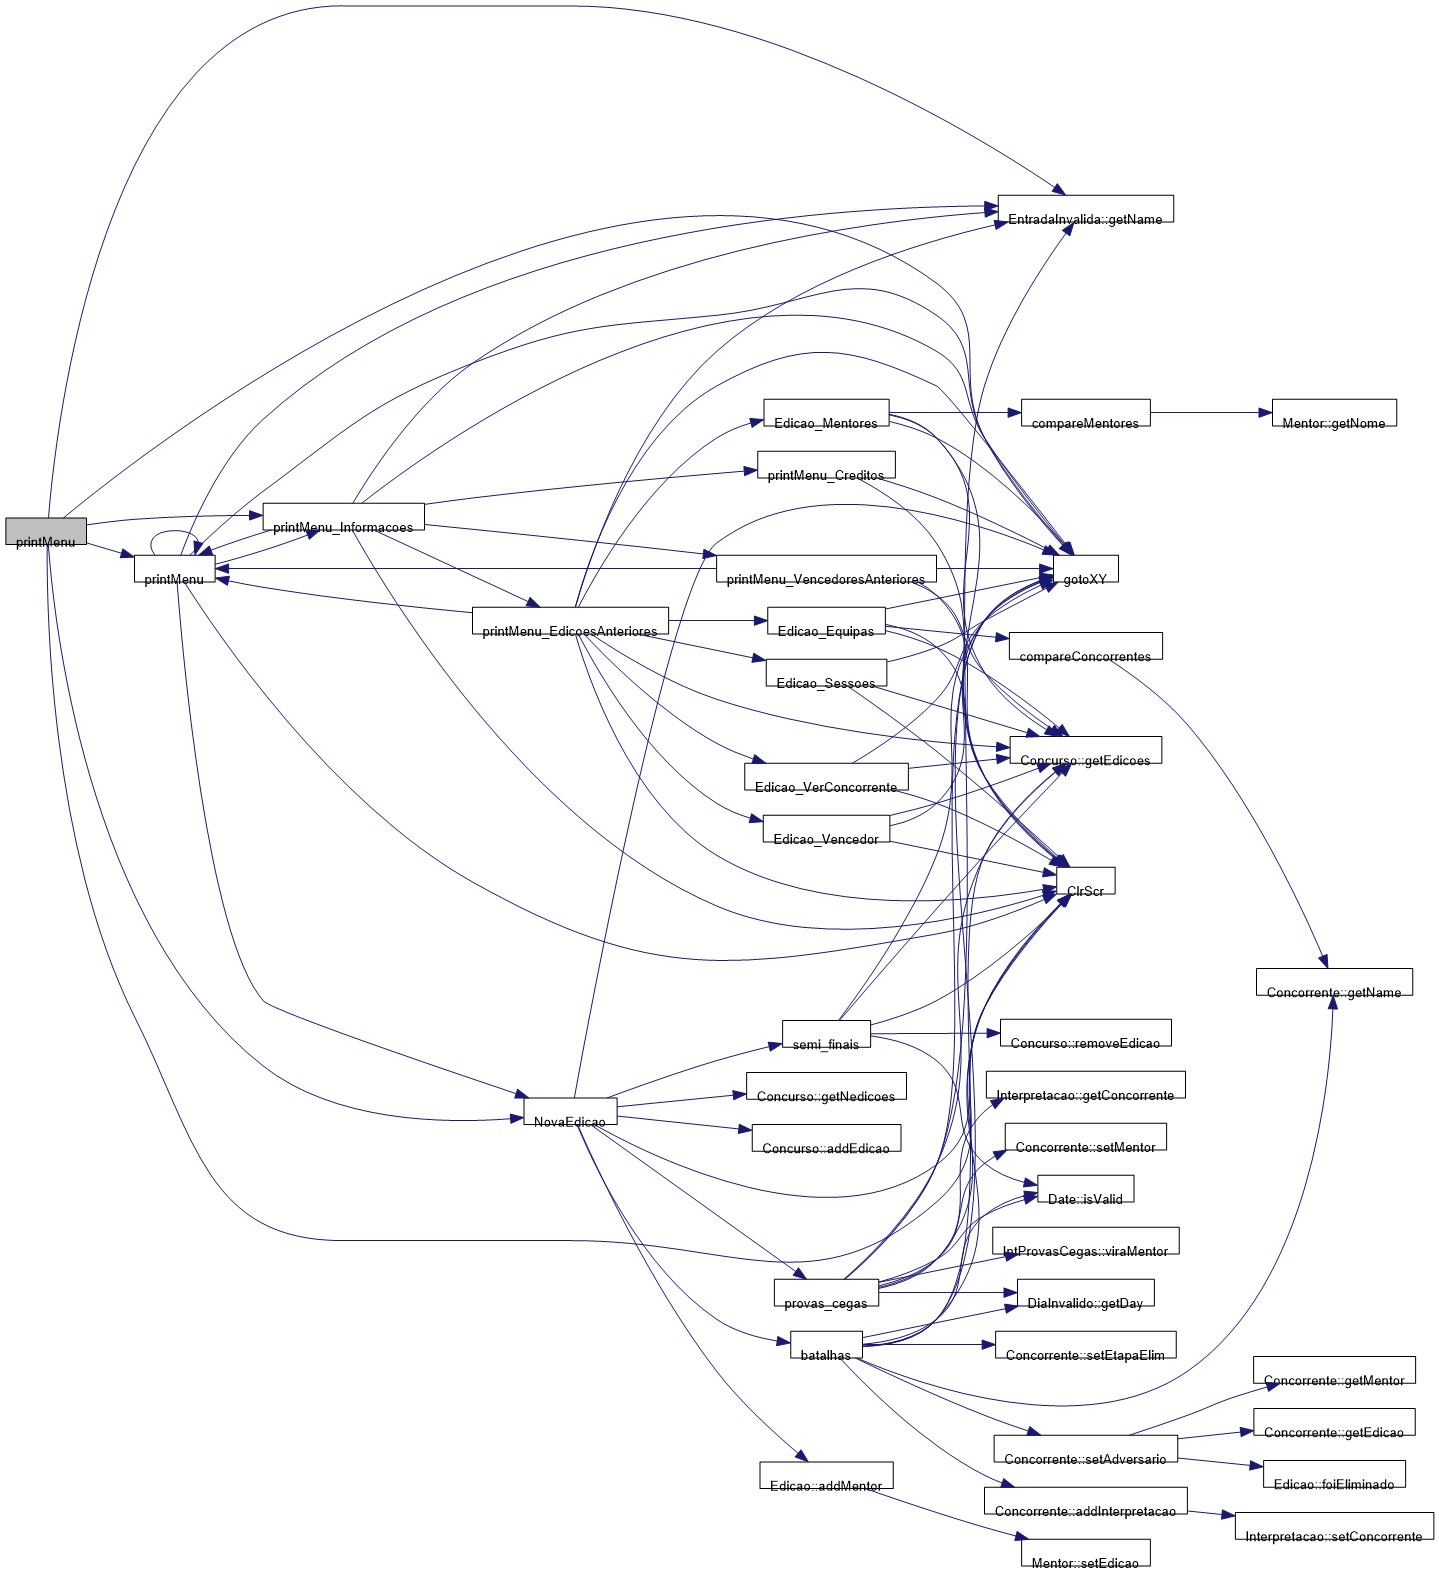 EntradaInvalida::getName
Edicao_Mentores
compareMentores
Mentor::getNome
printMenu_Creditos
printMenu_Informacoes
printMenu
printMenu
printMenu_VencedoresAnteriores
gotoXY
printMenu_EdicoesAnteriores
Edicao_Equipas
compareConcorrentes
Edicao_Sessoes
Concurso::getEdicoes
Edicao_VerConcorrente
Edicao_Vencedor
ClrScr
Concorrente::getName
semi_finais
Concurso::removeEdicao
Concurso::getNedicoes
Interpretacao::getConcorrente
NovaEdicao
Concurso::addEdicao
Concorrente::setMentor
Date::isValid
IntProvasCegas::viraMentor
provas_cegas
DiaInvalido::getDay
batalhas
Concorrente::setEtapaElim
Concorrente::getMentor
Concorrente::getEdicao
Concorrente::setAdversario
Edicao::addMentor
Edicao::foiEliminado
Concorrente::addInterpretacao
Interpretacao::setConcorrente
Mentor::setEdicao